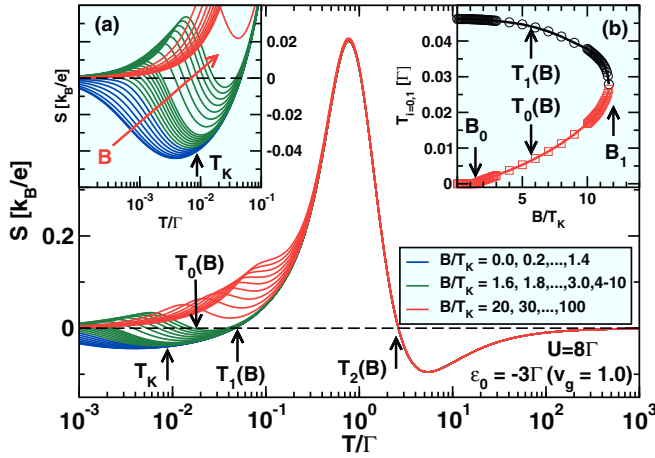 (a)
S [k_B/e]
0.02
0
-0.02
-0.04
B
T_K
10^-3 10^-2 10^-1
T/Γ
(b)
T_i=0,1 [Γ]
0.05
0.04
0.03
0.02
0.01
0.00
T_1(B)
T_0(B)
B_0
B_1
5 10
B/T_K
S [k_B/e]
0.2
0
T_0(B)
T_K
T_1(B)
T_2(B)
B/T_K = 0.0, 0.2,...,1.4
B/T_K = 1.6, 1.8,...,3.0,4-10
B/T_K = 20, 30,...,100
U=8Γ
ε_0 = -3Γ (v_g = 1.0)
10^-3 10^-2 10^-1 10^0 10^1 10^2 10^3
T/Γ